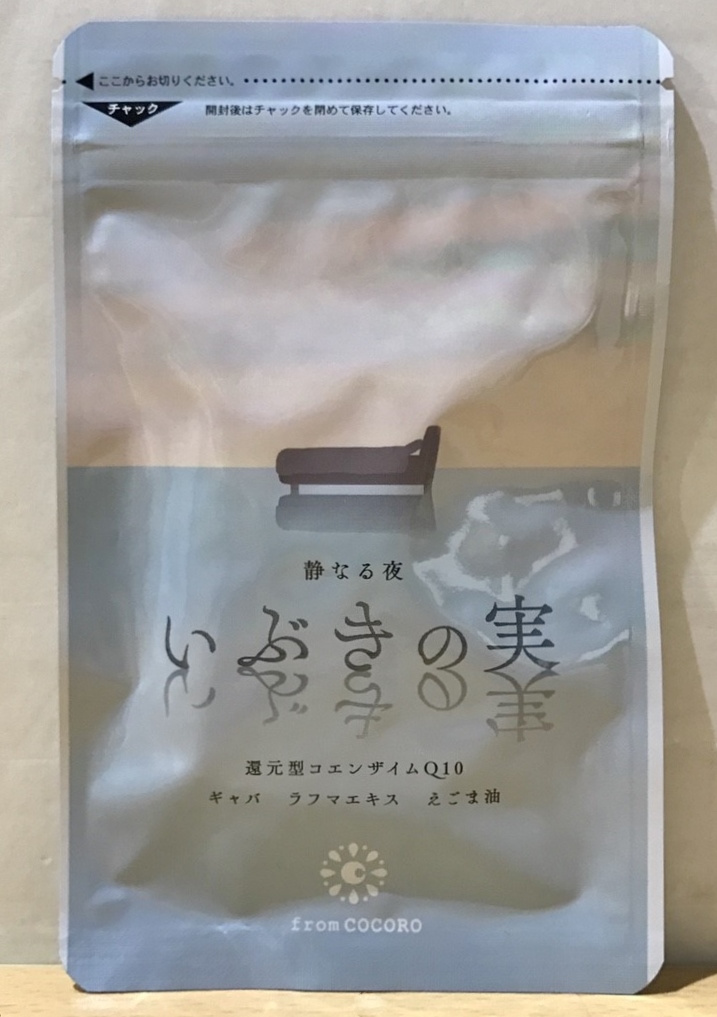 ここからお切りください。
チャック 開封後はチャックを閉めて保存してください。
静なる夜
いぶきの実
還元型コエンザイムQ10
ギャバ ラフマエキス えごま油
from COCORO